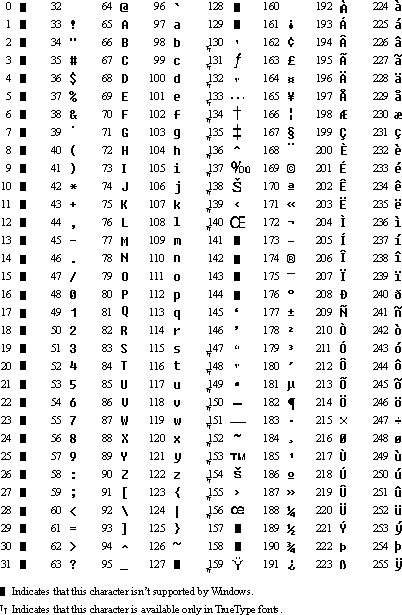 0 ■ 32 64 @ 96 ` 128 ■ 160 192 À 224 à
1 ■ 33 ! 65 A 97 a 129 ■ 161 ¡ 193 Á 225 á
2 ■ 34 " 66 B 98 b 130 ‚ 162 ¢ 194 Â 226 â
3 ■ 35 # 67 C 99 c 131 ƒ 163 £ 195 Ã 227 ã
4 ■ 36 $ 68 D 100 d 132 „ 164 ¤ 196 Ä 228 ä
5 ■ 37 % 69 E 101 e 133 … 165 ¥ 197 Å 229 å
6 ■ 38 & 70 F 102 f 134 † 166 ¦ 198 Æ 230 æ
7 ■ 39 ' 71 G 103 g 135 ‡ 167 § 199 Ç 231 ç
8 ■ 40 ( 72 H 104 h 136 ˆ 168 ¨ 200 È 232 è
9 ■ 41 ) 73 I 105 i 137 ‰ 169 © 201 É 233 é
10 ■ 42 * 74 J 106 j 138 Š 170 ª 202 Ê 234 ê
11 ■ 43 + 75 K 107 k 139 ‹ 171 « 203 Ë 235 ë
12 ■ 44 , 76 L 108 l 140 Œ 172 ¬ 204 Ì 236 ì
13 ■ 45 - 77 M 109 m 141 ■ 173 - 205 Í 237 í
14 ■ 46 . 78 N 110 n 142 ■ 174 ® 206 Î 238 î
15 ■ 47 / 79 O 111 o 143 ■ 175 ¯ 207 Ï 239 ï
16 ■ 48 0 80 P 112 p 144 ■ 176 ° 208 Ð 240 ð
17 ■ 49 1 81 Q 113 q 145 ‘ 177 ± 209 Ñ 241 ñ
18 ■ 50 2 82 R 114 r 146 ’ 178 ² 210 Ò 242 ò
19 ■ 51 3 83 S 115 s 147 “ 179 ³ 211 Ó 243 ó
20 ■ 52 4 84 T 116 t 148 ” 180 ´ 212 Ô 244 ô
21 ■ 53 5 85 U 117 u 149 • 181 µ 213 Õ 245 õ
22 ■ 54 6 86 V 118 v 150 – 182 ¶ 214 Ö 246 ö
23 ■ 55 7 87 W 119 w 151 — 183 · 215 × 247 ÷
24 ■ 56 8 88 X 120 x 152 ˜ 184 ¸ 216 Ø 248 ø
25 ■ 57 9 89 Y 121 y 153 ™ 185 ¹ 217 Ù 249 ù
26 ■ 58 : 90 Z 122 z 154 š 186 º 218 Ú 250 ú
27 ■ 59 ; 91 [ 123 { 155 › 187 » 219 Û 251 û
28 ■ 60 < 92 \ 124 | 156 œ 188 ¼ 220 Ü 252 ü
29 ■ 61 = 93 ] 125 } 157 ■ 189 ½ 221 Ý 253 ý
30 ■ 62 > 94 ^ 126 ~ 158 ■ 190 ¾ 222 Þ 254 þ
31 ■ 63 ? 95 _ 127 ■ 159 Ÿ 191 ¿ 223 ß 255 ÿ
■ Indicates that this character isn't supported by Windows.
Tt Indicates that this character is available only in TrueType fonts.